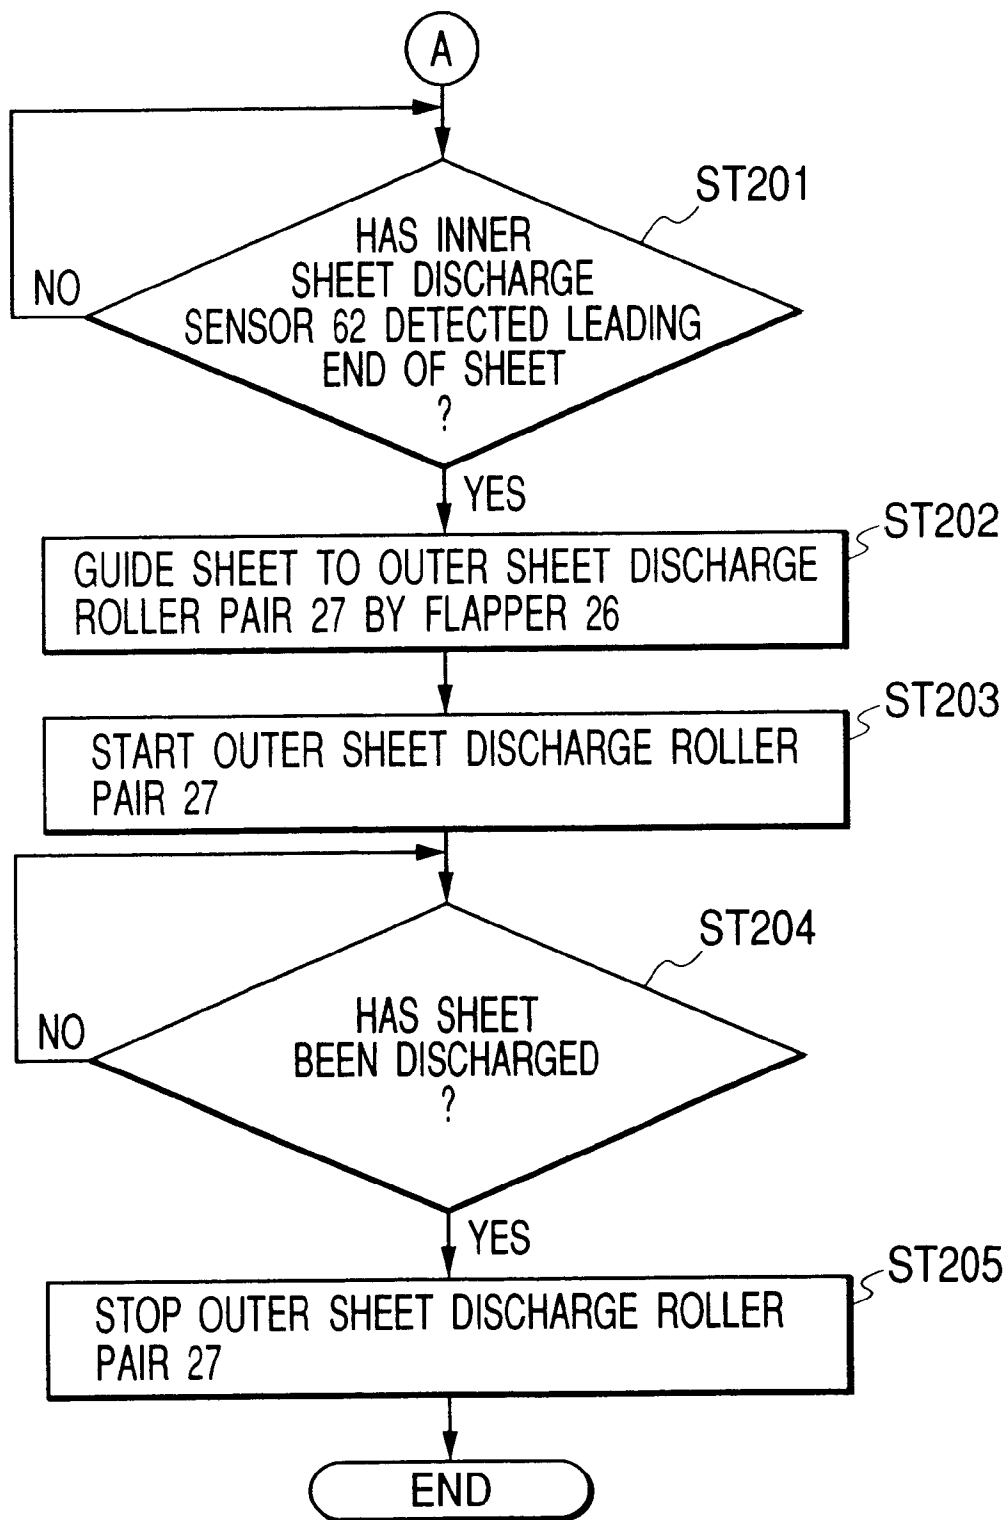 A
ST201
HAS INNER
SHEET DISCHARGE
SENSOR 62 DETECTED LEADING
END OF SHEET
?
NO
YES
ST202
GUIDE SHEET TO OUTER SHEET DISCHARGE
ROLLER PAIR 27 BY FLAPPER 26
ST203
START OUTER SHEET DISCHARGE ROLLER
PAIR 27
ST204
HAS SHEET
BEEN DISCHARGED
?
NO
YES
ST205
STOP OUTER SHEET DISCHARGE ROLLER
PAIR 27
END